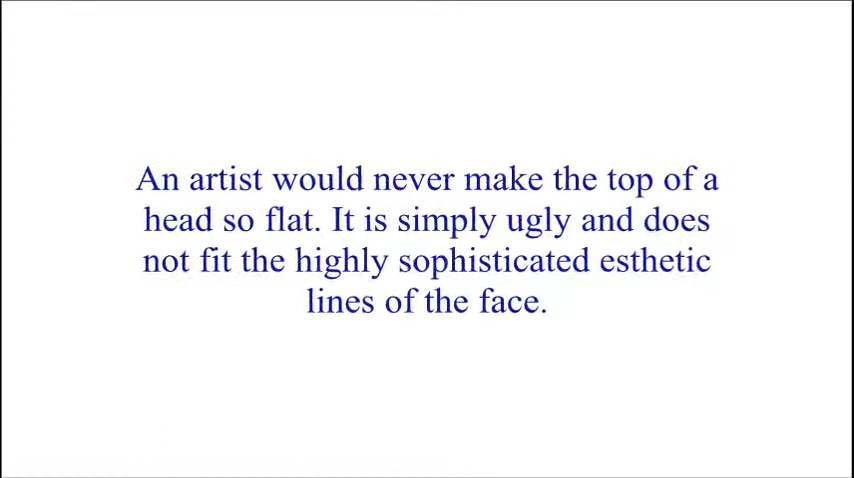 An artist would never make the top of a
head so flat. It is simply ugly and does
not fit the highly sophisticated esthetic
lines of the face.